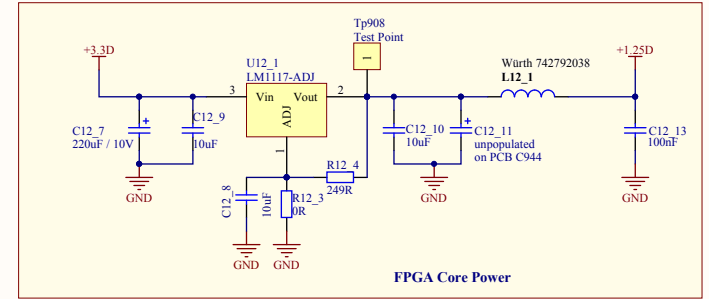 Tp908
Test Point
1
+3.3D
U12_1
LM1117-ADJ
Würth 742792038
L12_1
+1.25D
3
Vin
Vout
2
ADJ
1
C12_7
220uF / 10V
C12_9
10uF
C12_10
10uF
C12_11
unpopulated
on PCB C944
C12_13
100nF
R12_4
249R
C12_8
10uF
R12_3
0R
GND
GND
GND
GND
GND
FPGA Core Power